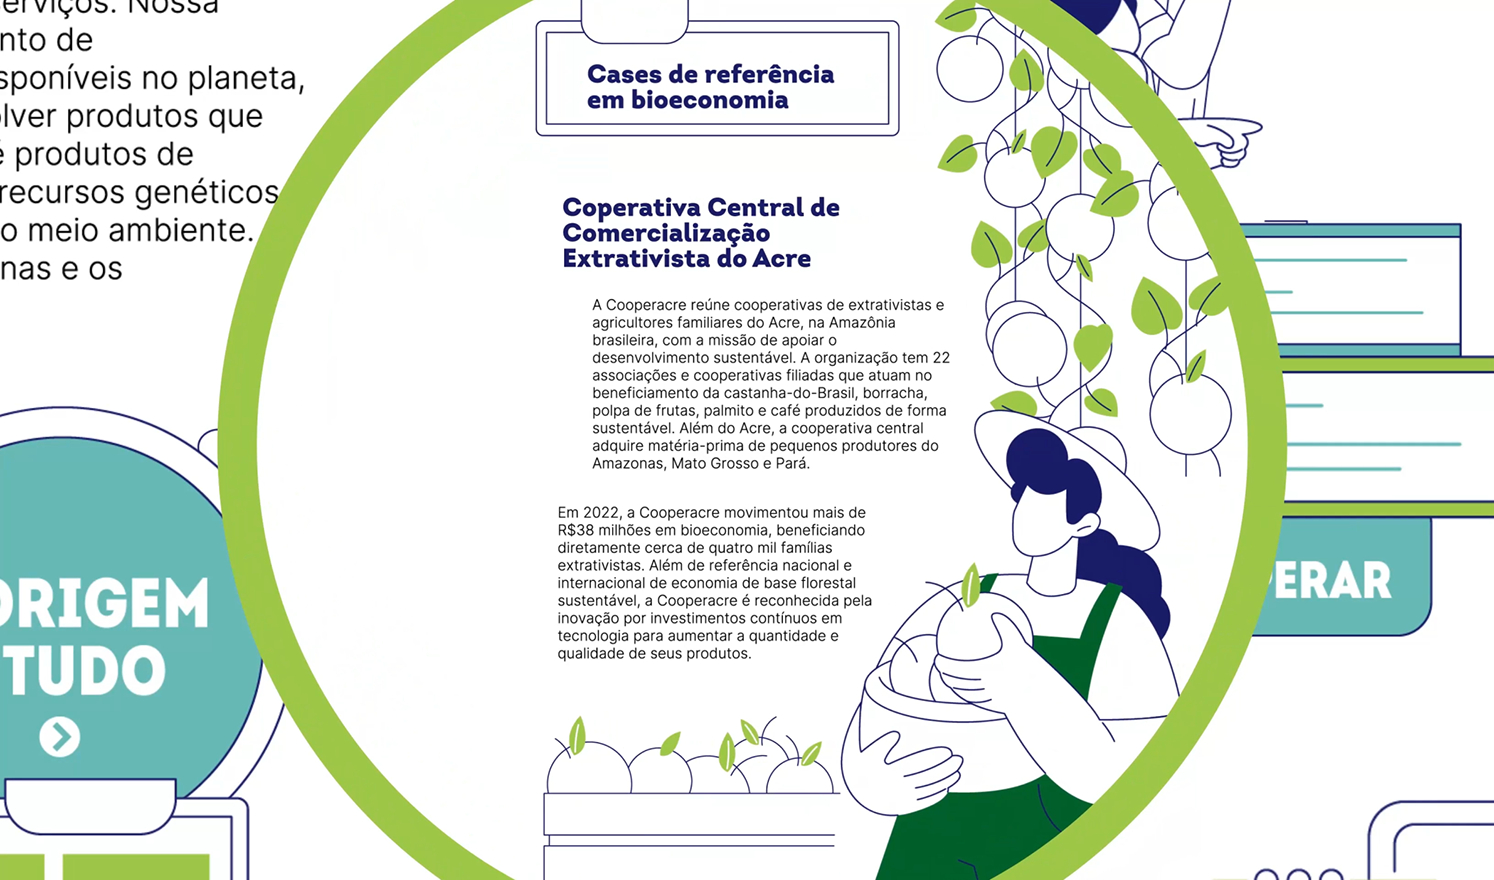 serviços. Nossa
nto de
sponíveis no planeta,
lver produtos que
é produtos de
recursos genéticos
o meio ambiente.
nas e os
Cases de referência
em bioeconomia
Coperativa Central de
Comercialização
Extrativista do Acre
A Cooperacre reúne cooperativas de extrativistas e
agricultores familiares do Acre, na Amazônia
brasileira, com a missão de apoiar o
desenvolvimento sustentável. A organização tem 22
associações e cooperativas filiadas que atuam no
beneficiamento da castanha-do-Brasil, borracha,
polpa de frutas, palmito e café produzidos de forma
sustentável. Além do Acre, a cooperativa central
adquire matéria-prima de pequenos produtores do
Amazonas, Mato Grosso e Pará.
Em 2022, a Cooperacre movimentou mais de
R$38 milhões em bioeconomia, beneficiando
diretamente cerca de quatro mil famílias
extrativistas. Além de referência nacional e
internacional de economia de base florestal
sustentável, a Cooperacre é reconhecida pela
inovação por investimentos contínuos em
tecnologia para aumentar a quantidade e
qualidade de seus produtos.
ORIGEM
TUDO
PERAR